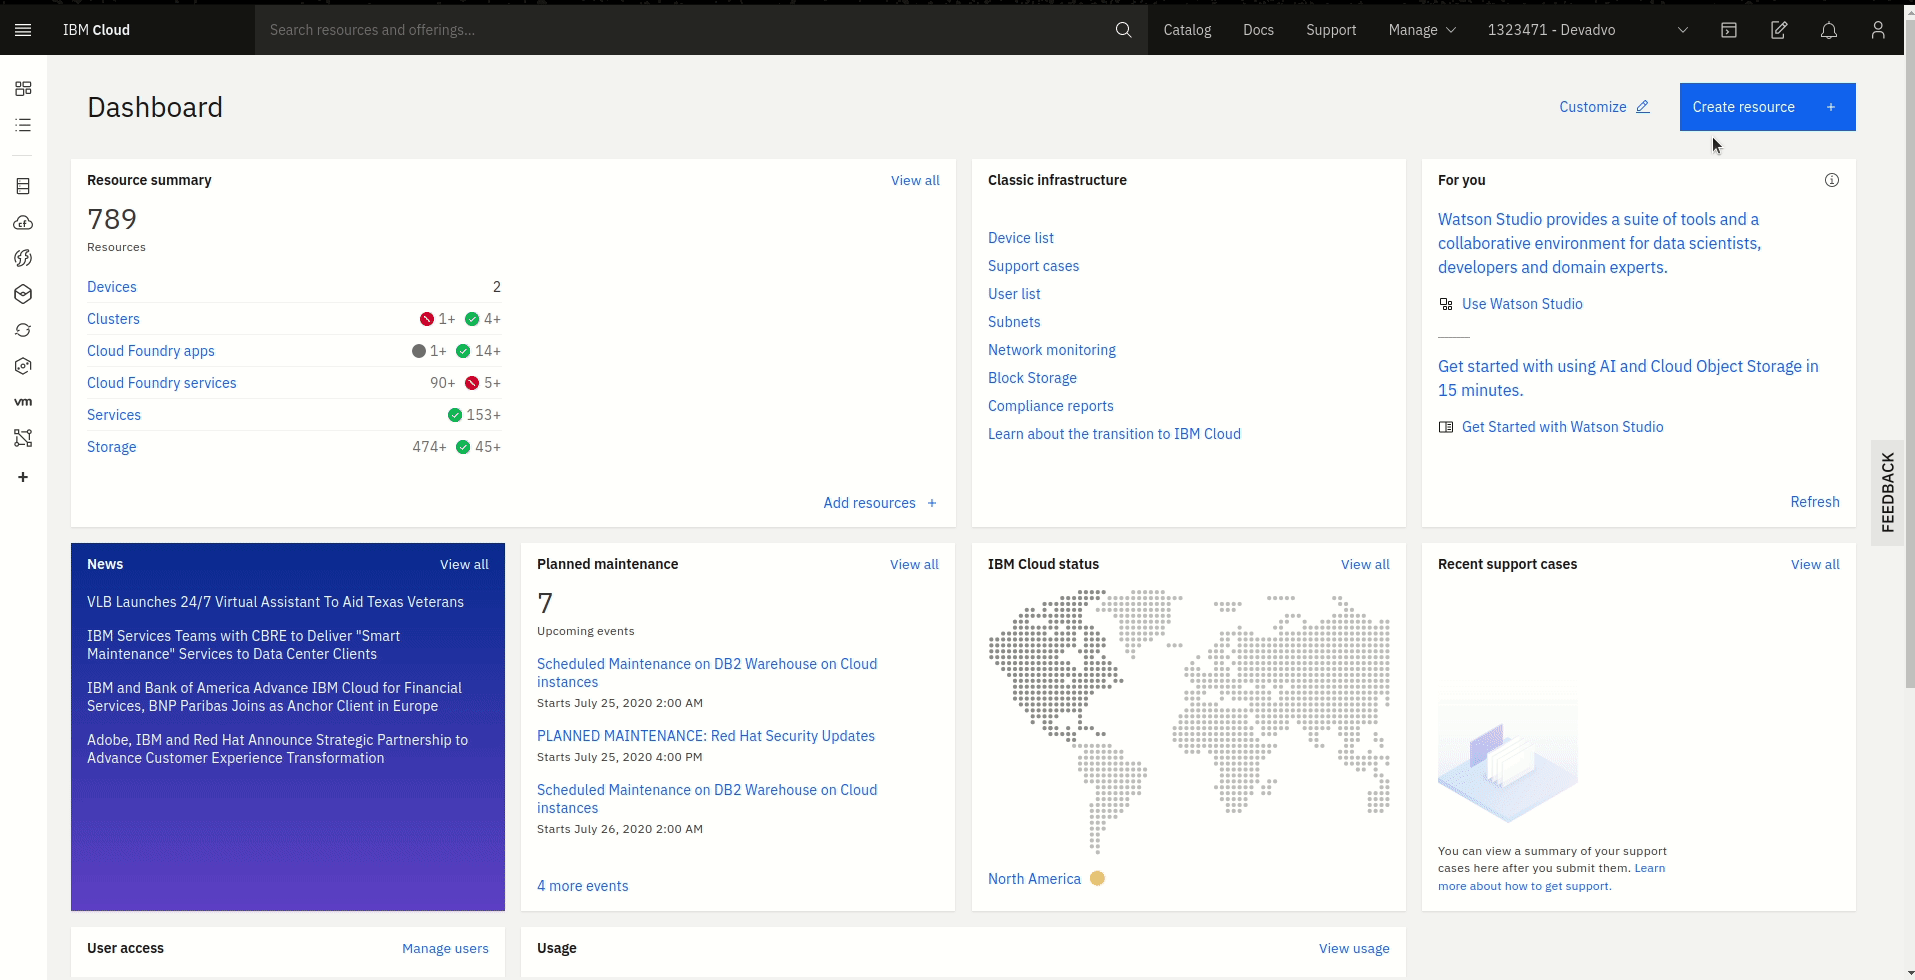 IBM Cloud
Search resources and offerings...
Catalog
Docs
Support
Manage
1323471 - Devadvo
Dashboard
Customize
Create resource +
Resource summary
View all
789
Resources
Devices 2
Clusters 1+ 4+
Cloud Foundry apps 1+ 14+
Cloud Foundry services 90+ 5+
Services 153+
Storage 474+ 45+
Add resources +
Classic infrastructure
Device list
Support cases
User list
Subnets
Network monitoring
Block Storage
Compliance reports
Learn about the transition to IBM Cloud
For you
Watson Studio provides a suite of tools and a
collaborative environment for data scientists,
developers and domain experts.
Use Watson Studio
Get started with using AI and Cloud Object Storage in
15 minutes.
Get Started with Watson Studio
Refresh
FEEDBACK
cf
vm
+
News
View all
VLB Launches 24/7 Virtual Assistant To Aid Texas Veterans
IBM Services Teams with CBRE to Deliver "Smart
Maintenance" Services to Data Center Clients
IBM and Bank of America Advance IBM Cloud for Financial
Services, BNP Paribas Joins as Anchor Client in Europe
Adobe, IBM and Red Hat Announce Strategic Partnership to
Advance Customer Experience Transformation
Planned maintenance
View all
7
Upcoming events
Scheduled Maintenance on DB2 Warehouse on Cloud
instances
Starts July 25, 2020 2:00 AM
PLANNED MAINTENANCE: Red Hat Security Updates
Starts July 25, 2020 4:00 PM
Scheduled Maintenance on DB2 Warehouse on Cloud
instances
Starts July 26, 2020 2:00 AM
4 more events
IBM Cloud status
View all
North America
Recent support cases
View all
You can view a summary of your support
cases here after you submit them. Learn
more about how to get support.
User access
Manage users
Usage
View usage